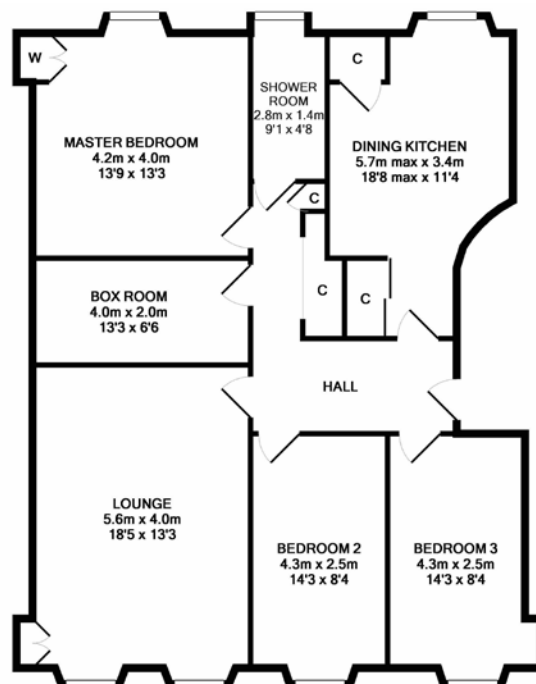 W
MASTER BEDROOM
4.2m x 4.0m
13'9 x 13'3
SHOWER
ROOM
2.8m x 1.4m
9'1 x 4'8
C
DINING KITCHEN
5.7m max x 3.4m
18'8 max x 11'4
C
BOX ROOM
4.0m x 2.0m
13'3 x 6'6
C
C
HALL
LOUNGE
5.6m x 4.0m
18'5 x 13'3
BEDROOM 2
4.3m x 2.5m
14'3 x 8'4
BEDROOM 3
4.3m x 2.5m
14'3 x 8'4